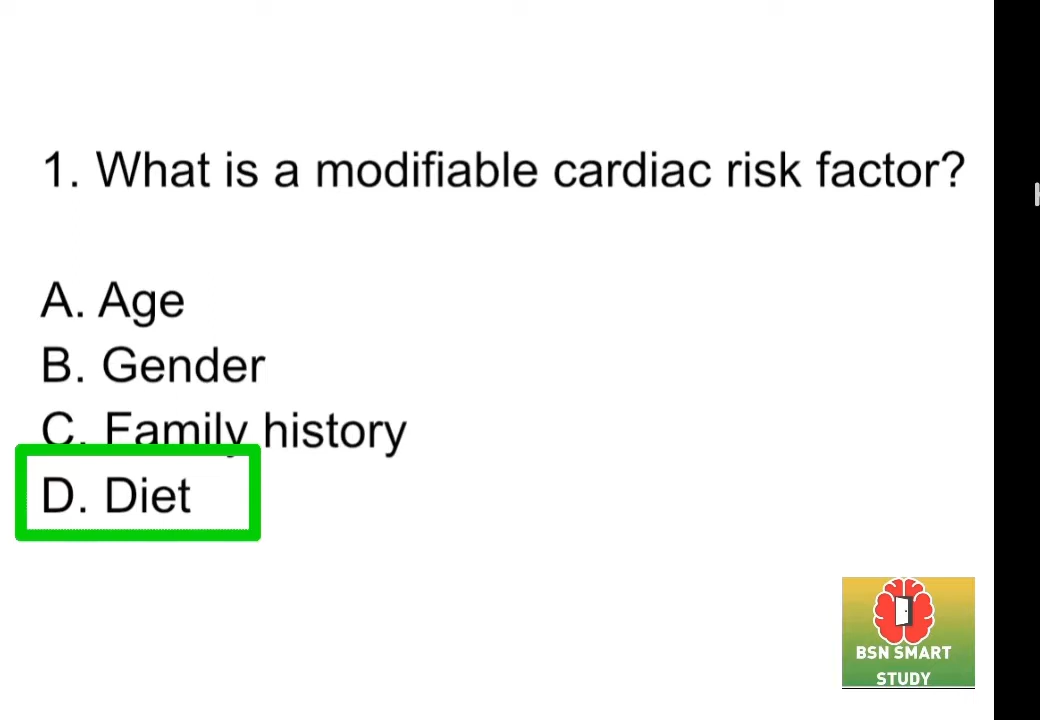 1. What is a modifiable cardiac risk factor?
A. Age
B. Gender
C. Family history
D. Diet
BSN SMART
STUDY